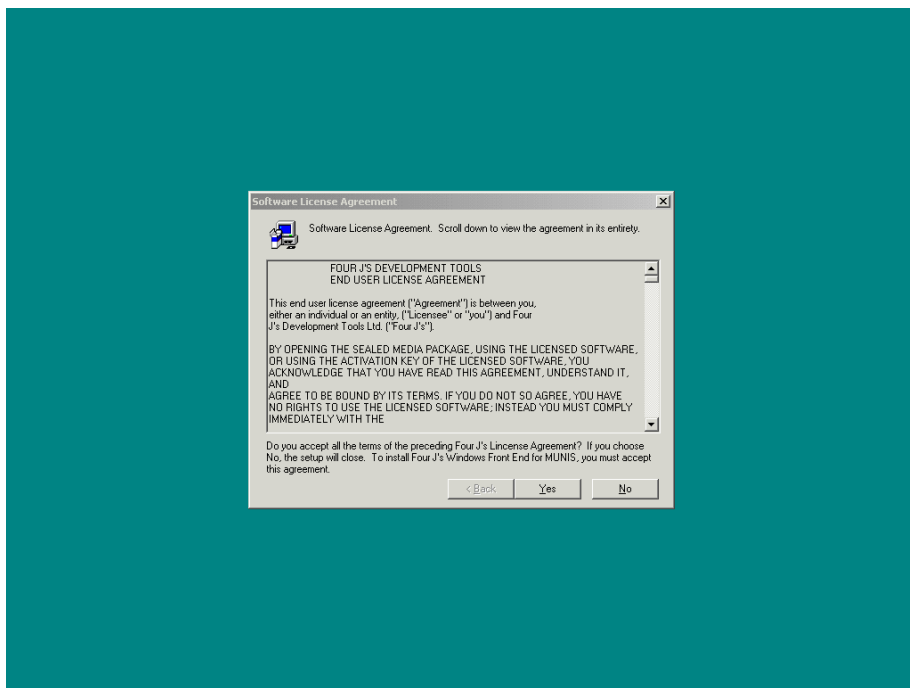 Software License Agreement
Software License Agreement. Scroll down to view the agreement in its entirety.
FOUR J'S DEVELOPMENT TOOLS
END USER LICENSE AGREEMENT
This end user license agreement ("Agreement") is between you,
either an individual or an entity, ("Licensee" or "you") and Four
J's Development Tools Ltd. ("Four J's").
BY OPENING THE SEALED MEDIA PACKAGE, USING THE LICENSED SOFTWARE,
OR USING THE ACTIVATION KEY OF THE LICENSED SOFTWARE, YOU
ACKNOWLEDGE THAT YOU HAVE READ THIS AGREEMENT, UNDERSTAND IT,
AND
AGREE TO BE BOUND BY ITS TERMS. IF YOU DO NOT SO AGREE, YOU HAVE
NO RIGHTS TO USE THE LICENSED SOFTWARE; INSTEAD YOU MUST COMPLY
IMMEDIATELY WITH THE
Do you accept all the terms of the preceding Four J's Lincense Agreement? If you choose
No, the setup will close. To install Four J's Windows Front End for MUNIS, you must accept
this agreement.
< Back Yes No